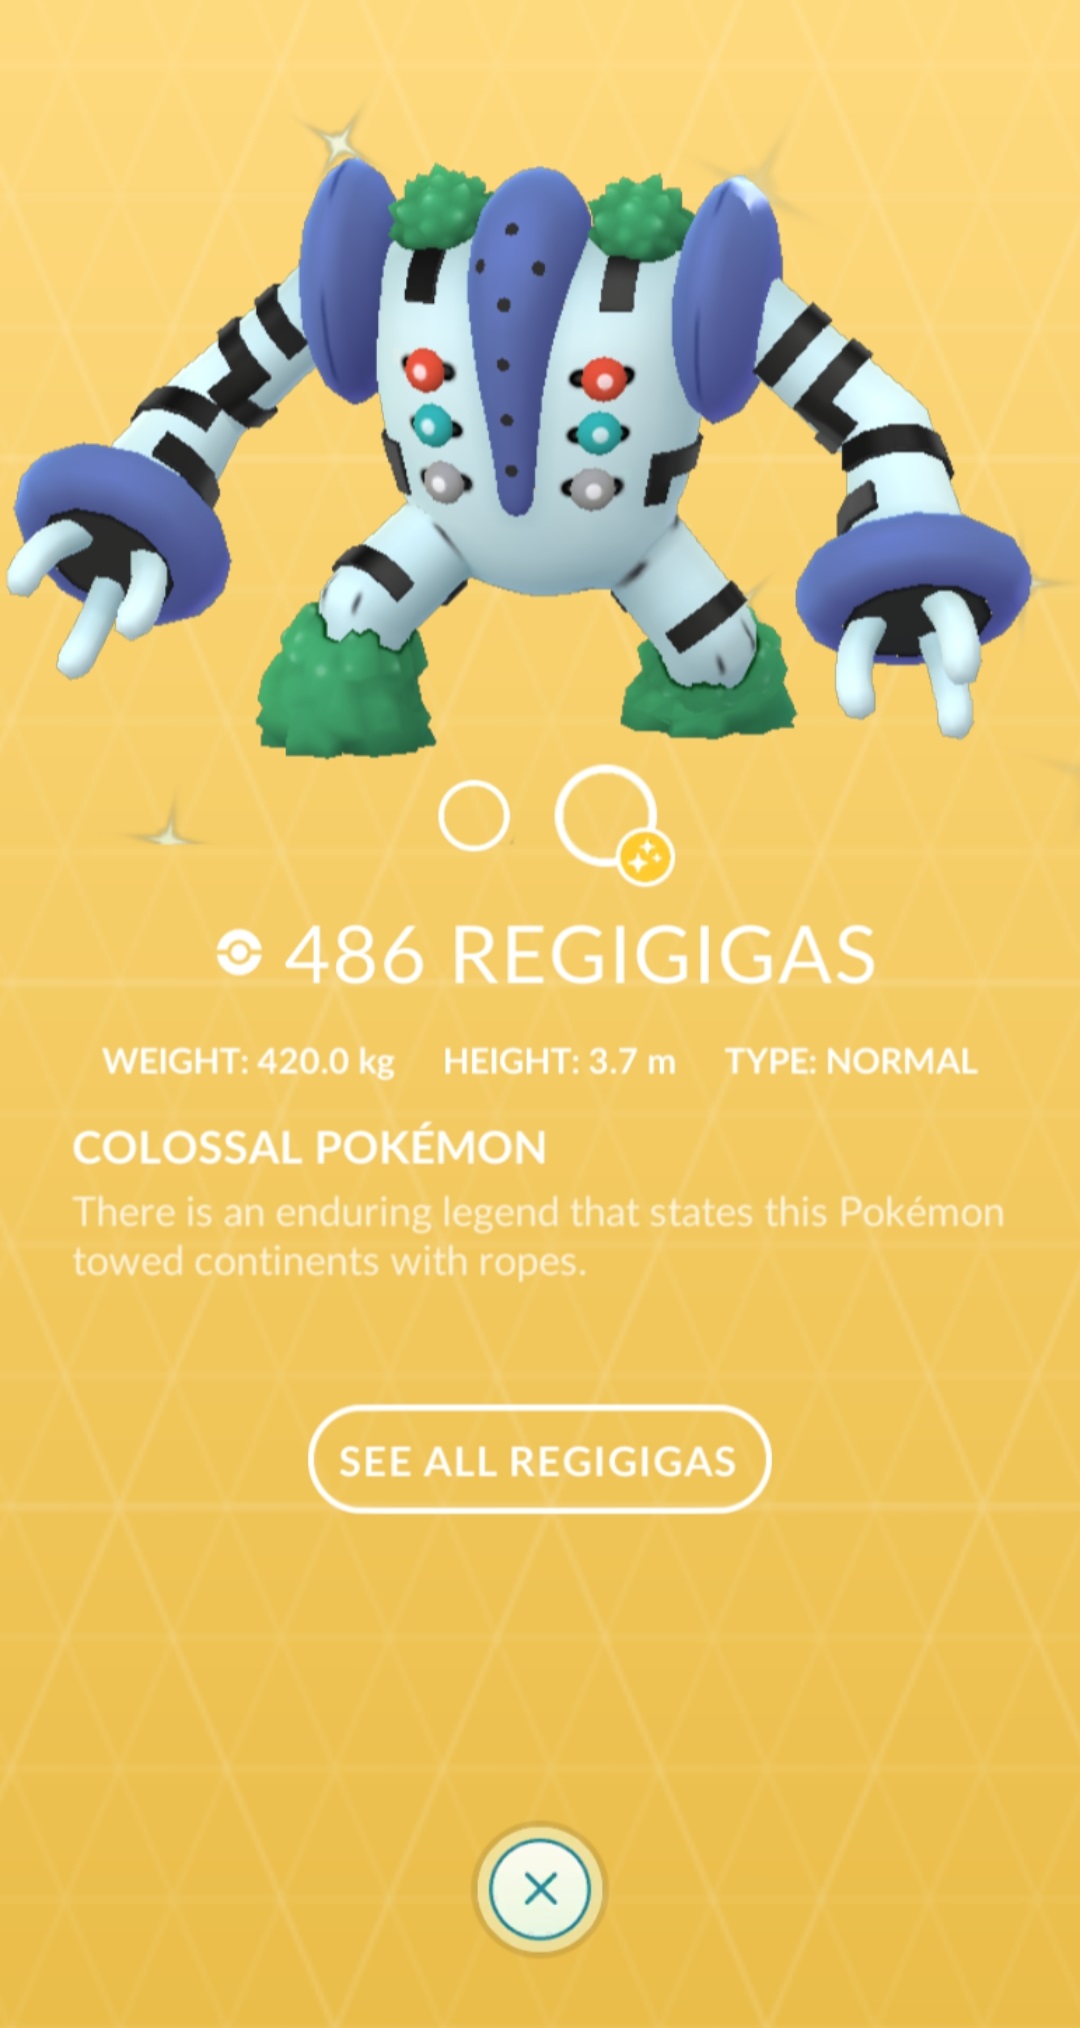 486 REGIGIGAS
WEIGHT: 420.0 kg HEIGHT: 3.7 m TYPE: NORMAL
COLOSSAL POKÉMON
There is an enduring legend that states this Pokémon
towed continents with ropes.
SEE ALL REGIGIGAS